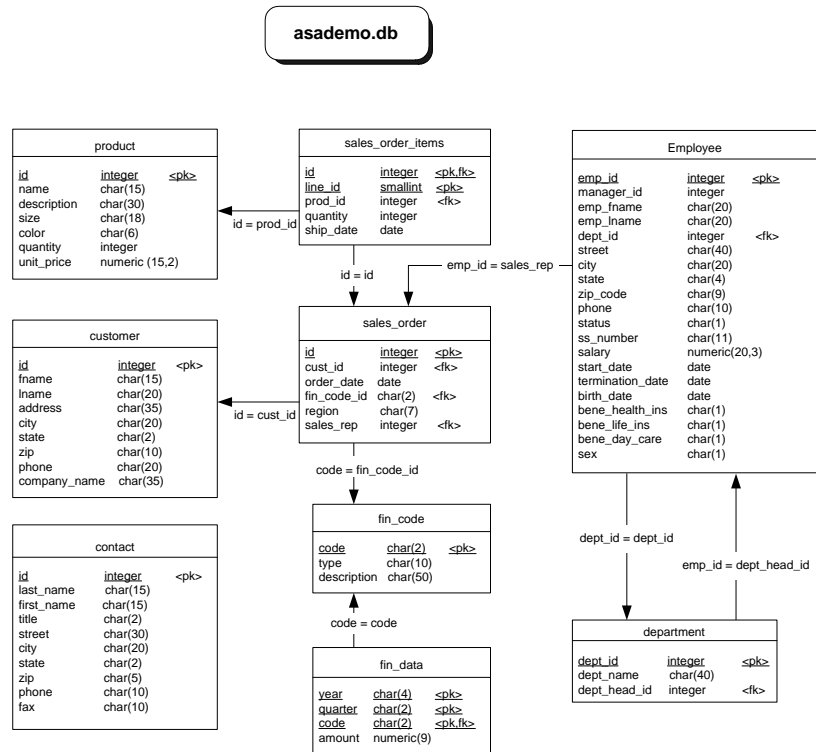 asademo.db
product
id integer <pk>
name char(15)
description char(30)
size char(18)
color char(6)
quantity integer
unit_price numeric (15,2)
id = prod_id
sales_order_items
id integer <pk,fk>
line_id smallint <pk>
prod_id integer <fk>
quantity integer
ship_date date
id = id
emp_id = sales_rep
Employee
emp_id integer <pk>
manager_id integer
emp_fname char(20)
emp_lname char(20)
dept_id integer <fk>
street char(40)
city char(20)
state char(4)
zip_code char(9)
phone char(10)
status char(1)
ss_number char(11)
salary numeric(20,3)
start_date date
termination_date date
birth_date date
bene_health_ins char(1)
bene_life_ins char(1)
bene_day_care char(1)
sex char(1)
customer
id integer <pk>
fname char(15)
lname char(20)
address char(35)
city char(20)
state char(2)
zip char(10)
phone char(20)
company_name char(35)
id = cust_id
sales_order
id integer <pk>
cust_id integer <fk>
order_date date
fin_code_id char(2) <fk>
region char(7)
sales_rep integer <fk>
code = fin_code_id
contact
id integer <pk>
last_name char(15)
first_name char(15)
title char(2)
street char(30)
city char(20)
state char(2)
zip char(5)
phone char(10)
fax char(10)
fin_code
code char(2) <pk>
type char(10)
description char(50)
code = code
fin_data
year char(4) <pk>
quarter char(2) <pk>
code char(2) <pk,fk>
amount numeric(9)
dept_id = dept_id
emp_id = dept_head_id
department
dept_id integer <pk>
dept_name char(40)
dept_head_id integer <fk>